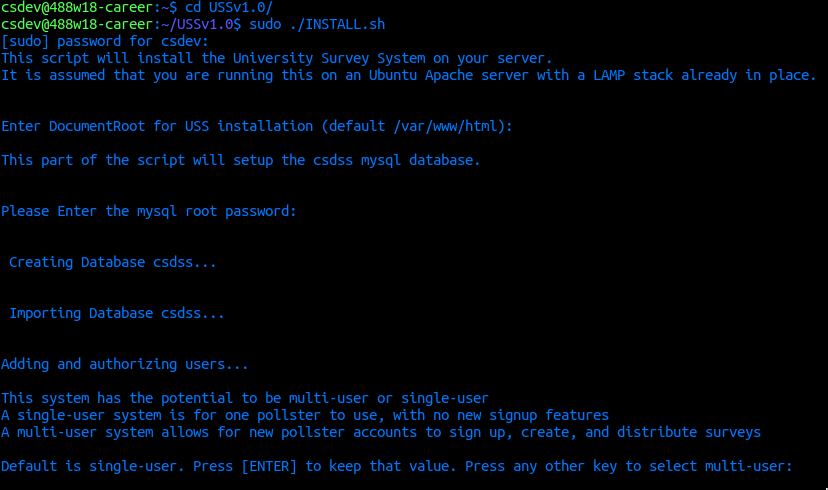 csdev@488w18-career:~$ cd USSv1.0/
csdev@488w18-career:~/USSv1.0$ sudo ./INSTALL.sh
[sudo] password for csdev:
This script will install the University Survey System on your server.
It is assumed that you are running this on an Ubuntu Apache server with a LAMP stack already in place.
Enter DocumentRoot for USS installation (default /var/www/html):
This part of the script will setup the csdss mysql database.
Please Enter the mysql root password:
Creating Database csdss...
Importing Database csdss...
Adding and authorizing users...
This system has the potential to be multi-user or single-user
A single-user system is for one pollster to use, with no new signup features
A multi-user system allows for new pollster accounts to sign up, create, and distribute surveys
Default is single-user. Press [ENTER] to keep that value. Press any other key to select multi-user: